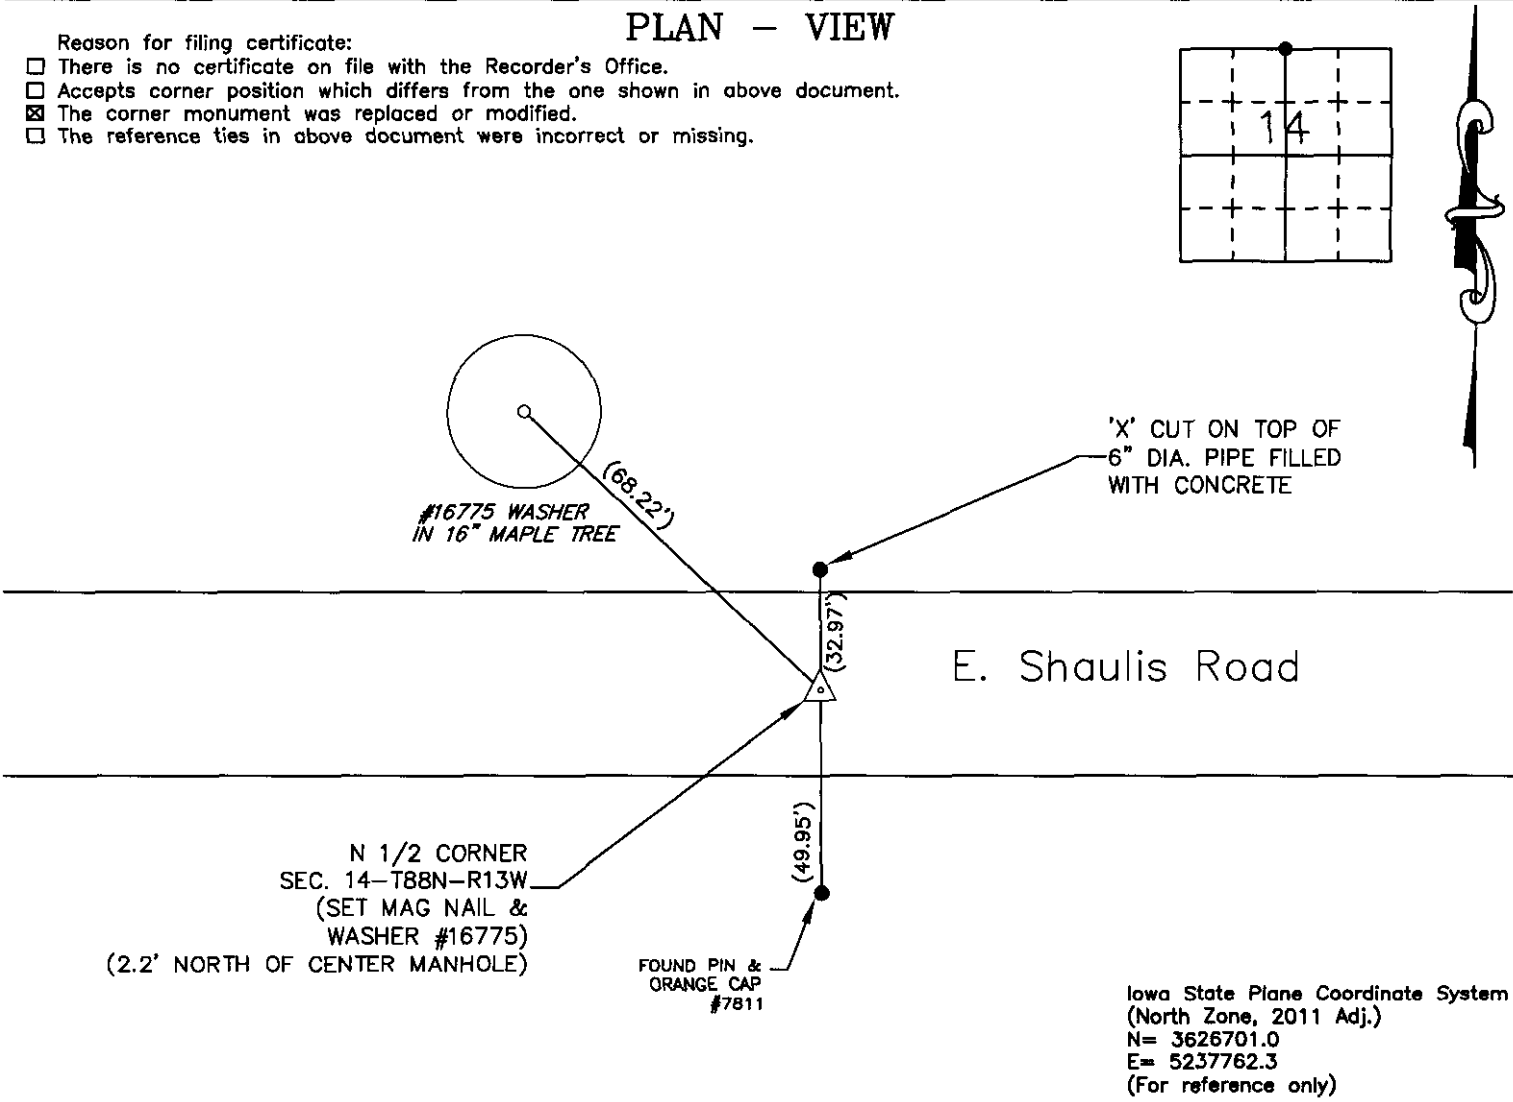 PLAN – VIEW
Reason for filing certificate:
☐ There is no certificate on file with the Recorder's Office.
☐ Accepts corner position which differs from the one shown in above document.
☒ The corner monument was replaced or modified.
☐ The reference ties in above document were incorrect or missing.
14
'X' CUT ON TOP OF
6" DIA. PIPE FILLED
WITH CONCRETE
(68.22')
#16775 WASHER
IN 16" MAPLE TREE
(32.97')
E. Shaulis Road
(49.95')
N 1/2 CORNER
SEC. 14–T88N–R13W
(SET MAG NAIL &
WASHER #16775)
(2.2' NORTH OF CENTER MANHOLE)
FOUND PIN &
ORANGE CAP
#7811
Iowa State Plane Coordinate System
(North Zone, 2011 Adj.)
N= 3626701.0
E= 5237762.3
(For reference only)